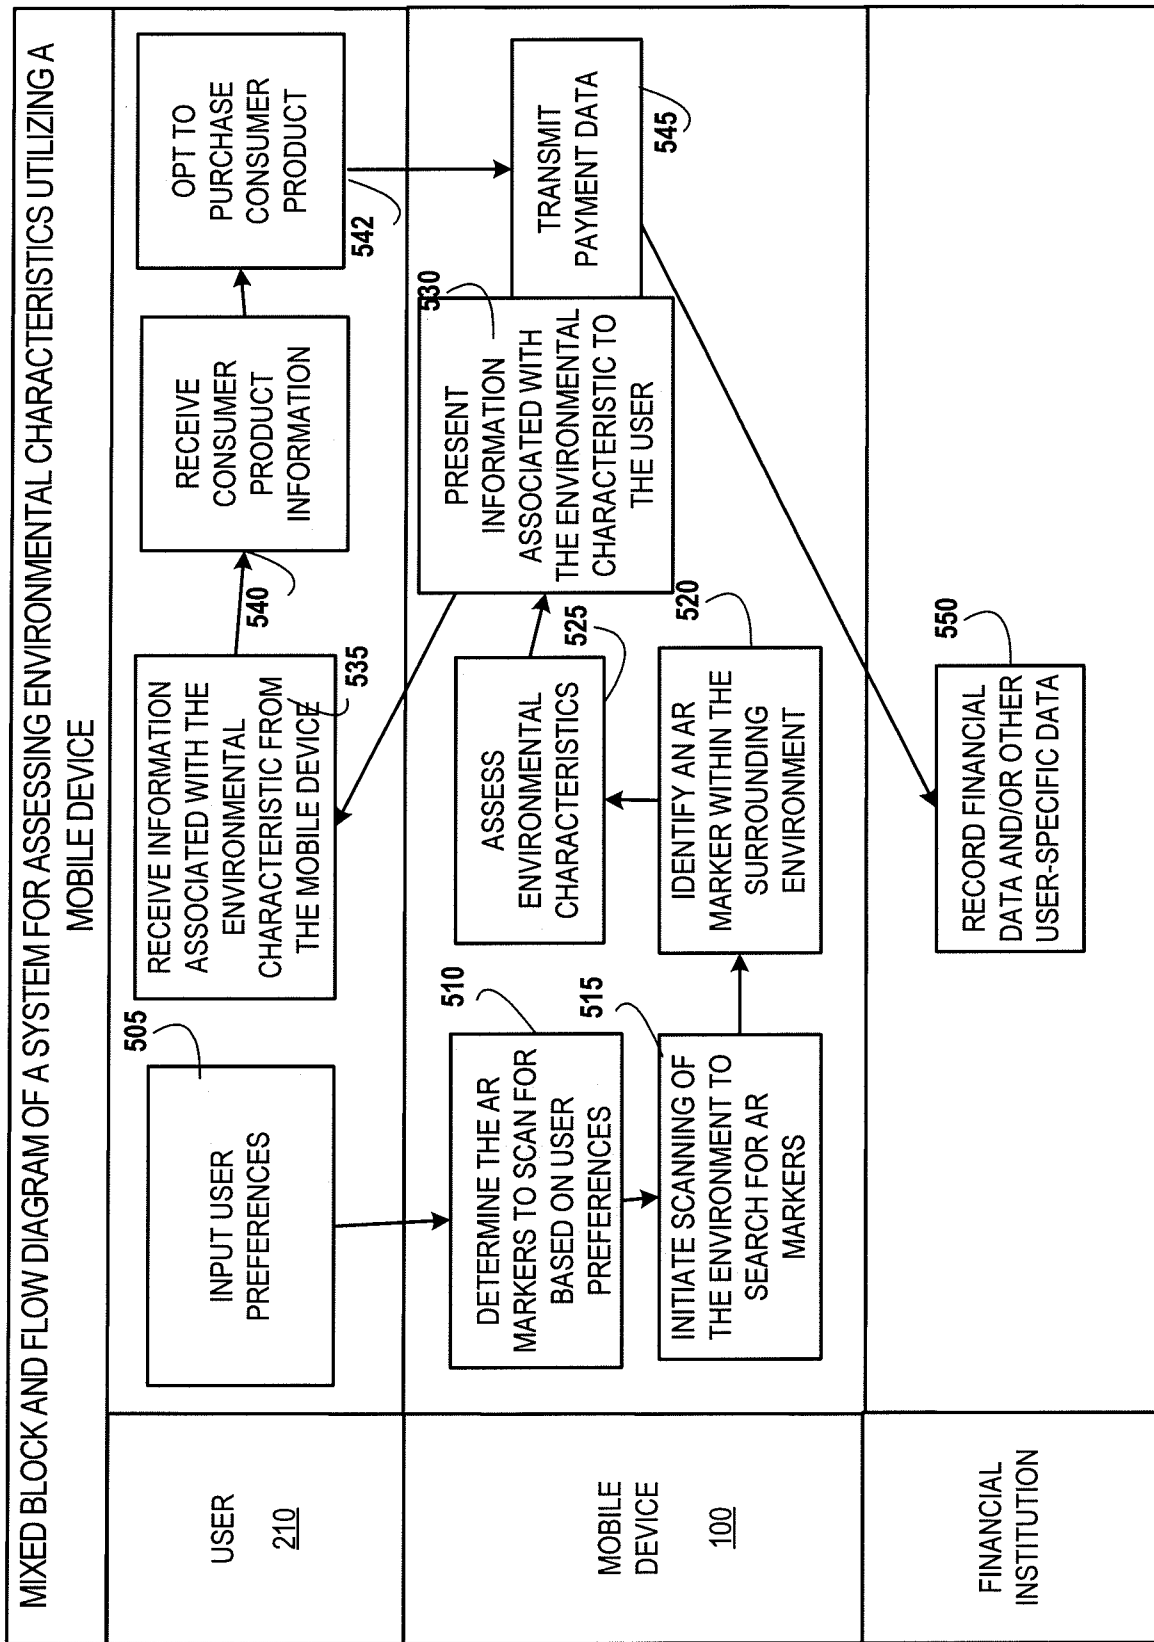 MIXED BLOCK AND FLOW DIAGRAM OF A SYSTEM FOR ASSESSING ENVIRONMENTAL CHARACTERISTICS UTILIZING A
MOBILE DEVICE
USER
210
505
INPUT USER
PREFERENCES
RECEIVE INFORMATION
ASSOCIATED WITH THE
ENVIRONMENTAL
CHARACTERISTIC FROM
THE MOBILE DEVICE
535
540
RECEIVE
CONSUMER
PRODUCT
INFORMATION
OPT TO
PURCHASE
CONSUMER
PRODUCT
542
MOBILE
DEVICE
100
510
DETERMINE THE AR
MARKERS TO SCAN FOR
BASED ON USER
PREFERENCES
515
INITIATE SCANNING OF
THE ENVIRONMENT TO
SEARCH FOR AR
MARKERS
ASSESS
ENVIRONMENTAL
CHARACTERISTICS
525
520
IDENTIFY AN AR
MARKER WITHIN THE
SURROUNDING
ENVIRONMENT
530
PRESENT
INFORMATION
ASSOCIATED WITH
THE ENVIRONMENTAL
CHARACTERISTIC TO
THE USER
TRANSMIT
PAYMENT DATA
545
FINANCIAL
INSTITUTION
550
RECORD FINANCIAL
DATA AND/OR OTHER
USER-SPECIFIC DATA